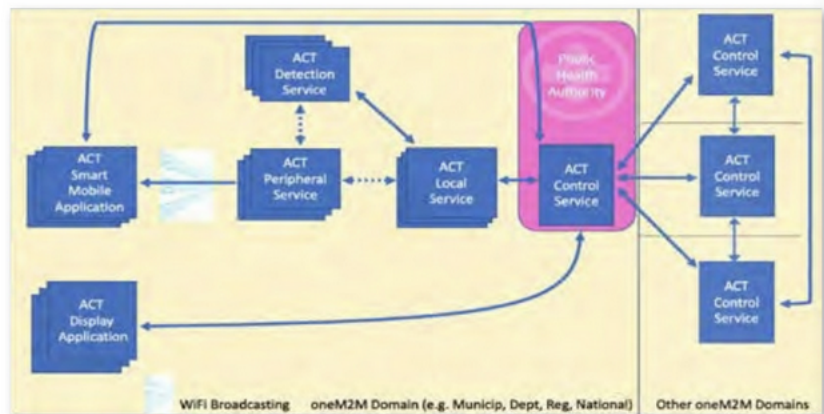 ACT
Detection
Service
Public
Health
Authority
ACT
Control
Service
ACT
Smart
Mobile
Application
ACT
Peripheral
Service
ACT
Local
Service
ACT
Control
Service
ACT
Control
Service
ACT
Display
Application
ACT
Control
Service
WiFi Broadcasting
oneM2M Domain (e.g. Municip, Dept, Reg, National)
Other oneM2M Domains